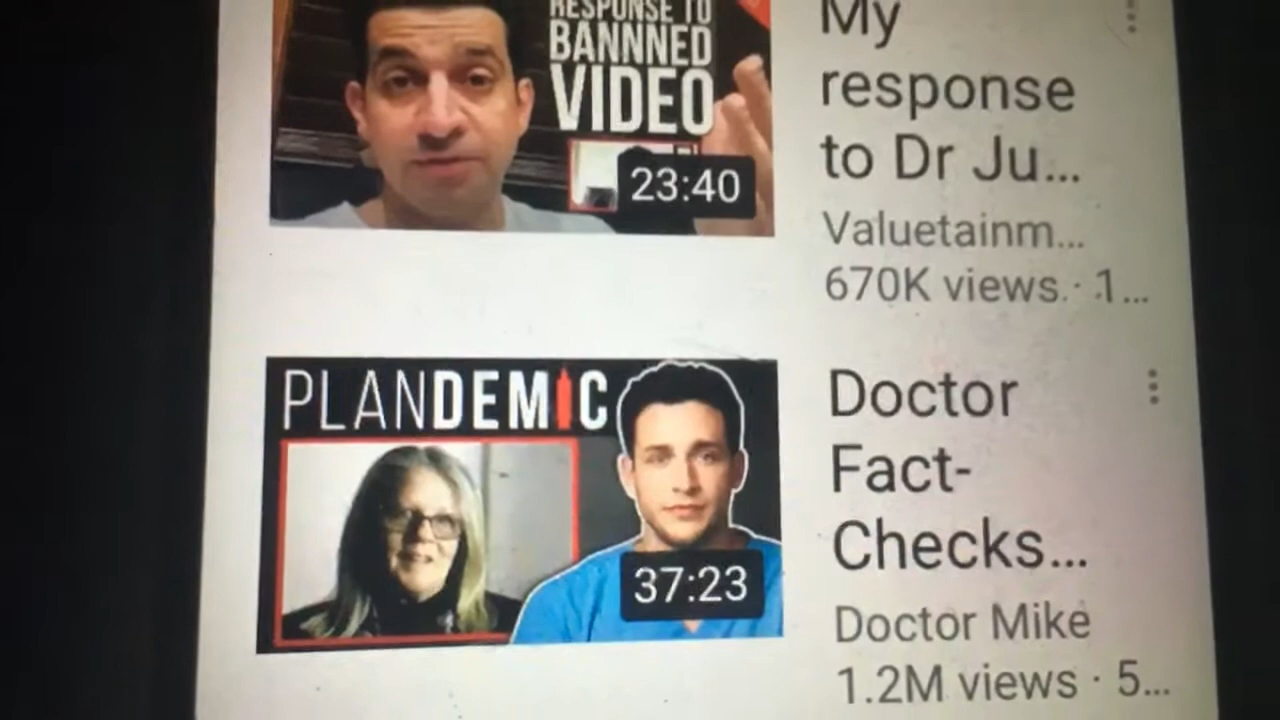 RESPONSE TO
BANNNED
VIDEO
23:40
My
response
to Dr Ju...
Valuetainm...
670K views · 1...
PLANDEMIC
37:23
Doctor
Fact-
Checks...
Doctor Mike
1.2M views · 5...